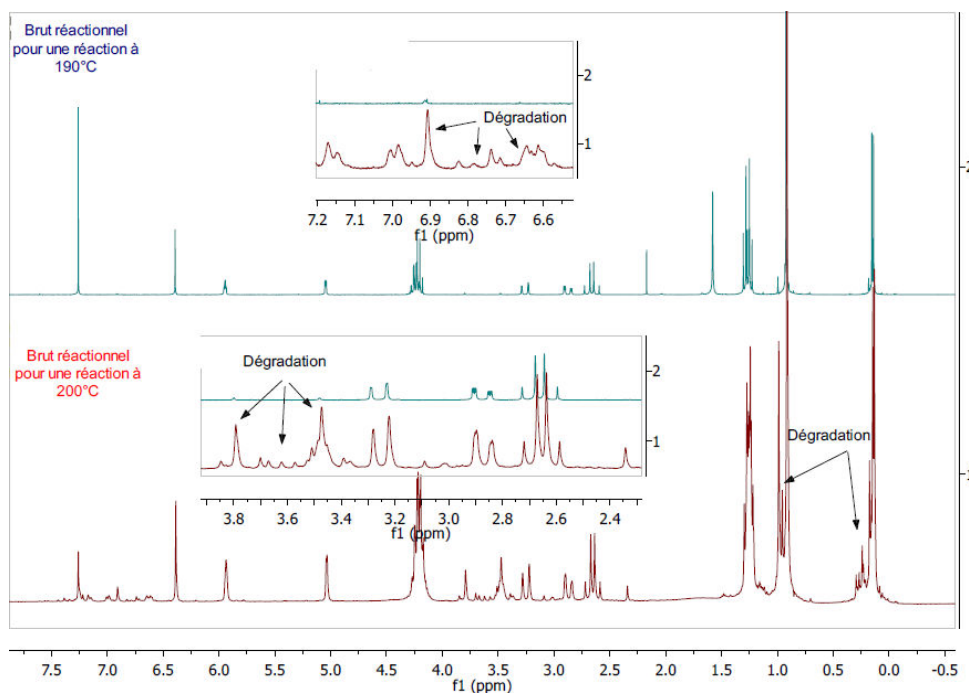 Brut réactionnel
pour une réaction à
190°C
2
Dégradation
1
7.2 7.1 7.0 6.9 6.8 6.7 6.6
f1 (ppm)
2
Brut réactionnel
pour une réaction à
200°C
Dégradation
2
1
3.8 3.6 3.4 3.2 3.0 2.8 2.6 2.4
f1 (ppm)
Dégradation
1
7.5 7.0 6.5 6.0 5.5 5.0 4.5 4.0 3.5 3.0 2.5 2.0 1.5 1.0 0.5 0.0 -0.5
f1 (ppm)